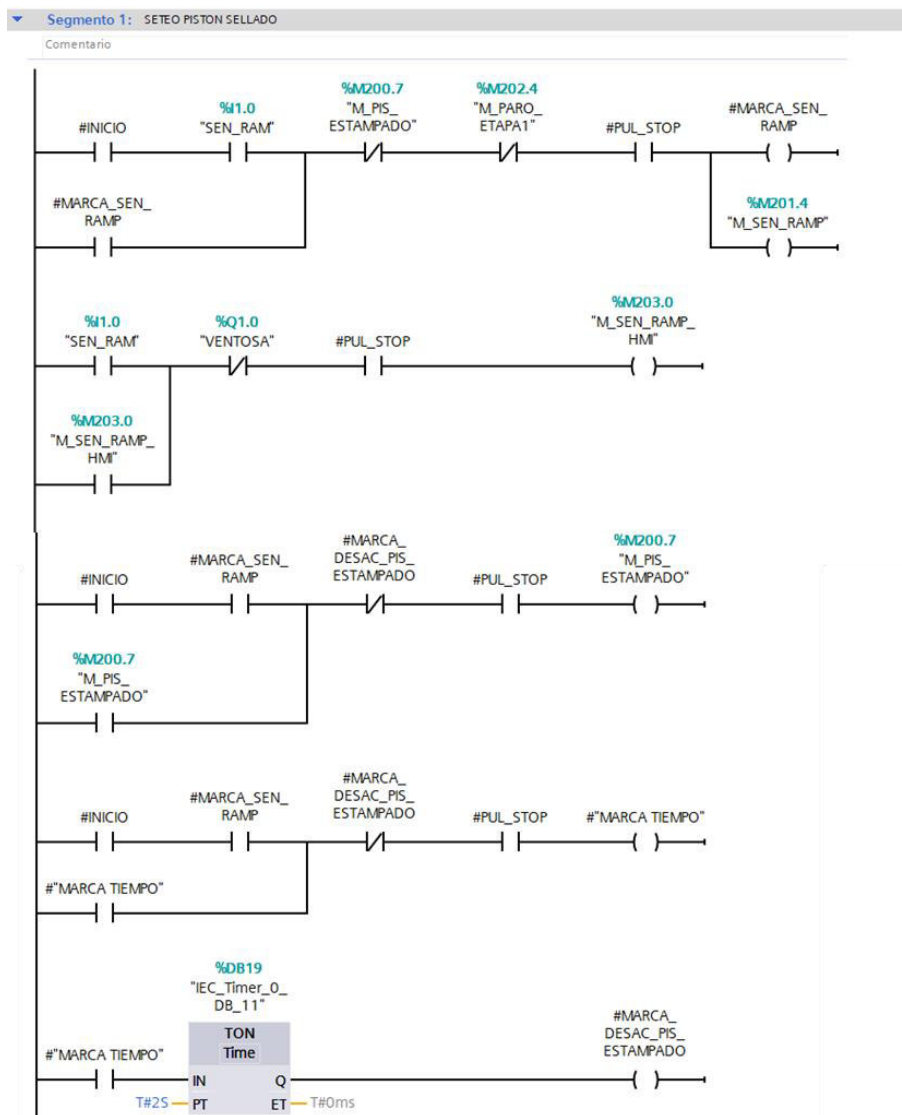 Segmento 1: SETEO PISTON SELLADO
Comentario
#INICIO
%I1.0
"SEN_RAM"
%M200.7
"M_PIS_
ESTAMPADO"
%M202.4
"M_PARO_
ETAPA1"
#PUL_STOP
#MARCA_SEN_
RAMP
#MARCA_SEN_
RAMP
%M201.4
"M_SEN_RAMP"
%I1.0
"SEN_RAM"
%Q1.0
"VENTOSA"
#PUL_STOP
%M203.0
"M_SEN_RAMP_
HMI"
%M203.0
"M_SEN_RAMP_
HMI"
#INICIO
#MARCA_SEN_
RAMP
#MARCA_
DESAC_PIS_
ESTAMPADO
#PUL_STOP
%M200.7
"M_PIS_
ESTAMPADO"
%M200.7
"M_PIS_
ESTAMPADO"
#INICIO
#MARCA_SEN_
RAMP
#MARCA_
DESAC_PIS_
ESTAMPADO
#PUL_STOP
#"MARCA TIEMPO"
#"MARCA TIEMPO"
%DB19
"IEC_Timer_0_
DB_11"
TON
Time
#"MARCA TIEMPO"
IN
Q
#MARCA_
DESAC_PIS_
ESTAMPADO
T#2S
PT
ET
T#0ms